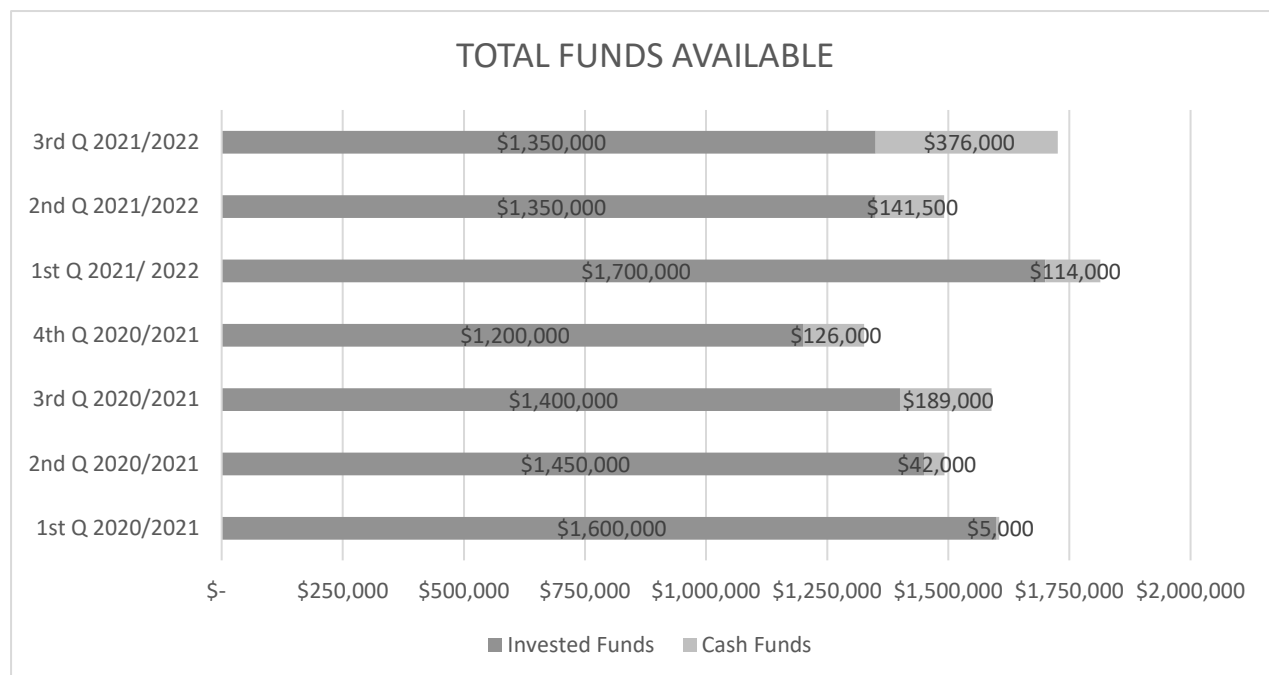 TOTAL FUNDS AVAILABLE
3rd Q 2021/2022 $1,350,000 $376,000
2nd Q 2021/2022 $1,350,000 $141,500
1st Q 2021/ 2022 $1,700,000 $114,000
4th Q 2020/2021 $1,200,000 $126,000
3rd Q 2020/2021 $1,400,000 $189,000
2nd Q 2020/2021 $1,450,000 $42,000
1st Q 2020/2021 $1,600,000 $5,000
$- $250,000 $500,000 $750,000 $1,000,000 $1,250,000 $1,500,000 $1,750,000 $2,000,000
Invested Funds Cash Funds